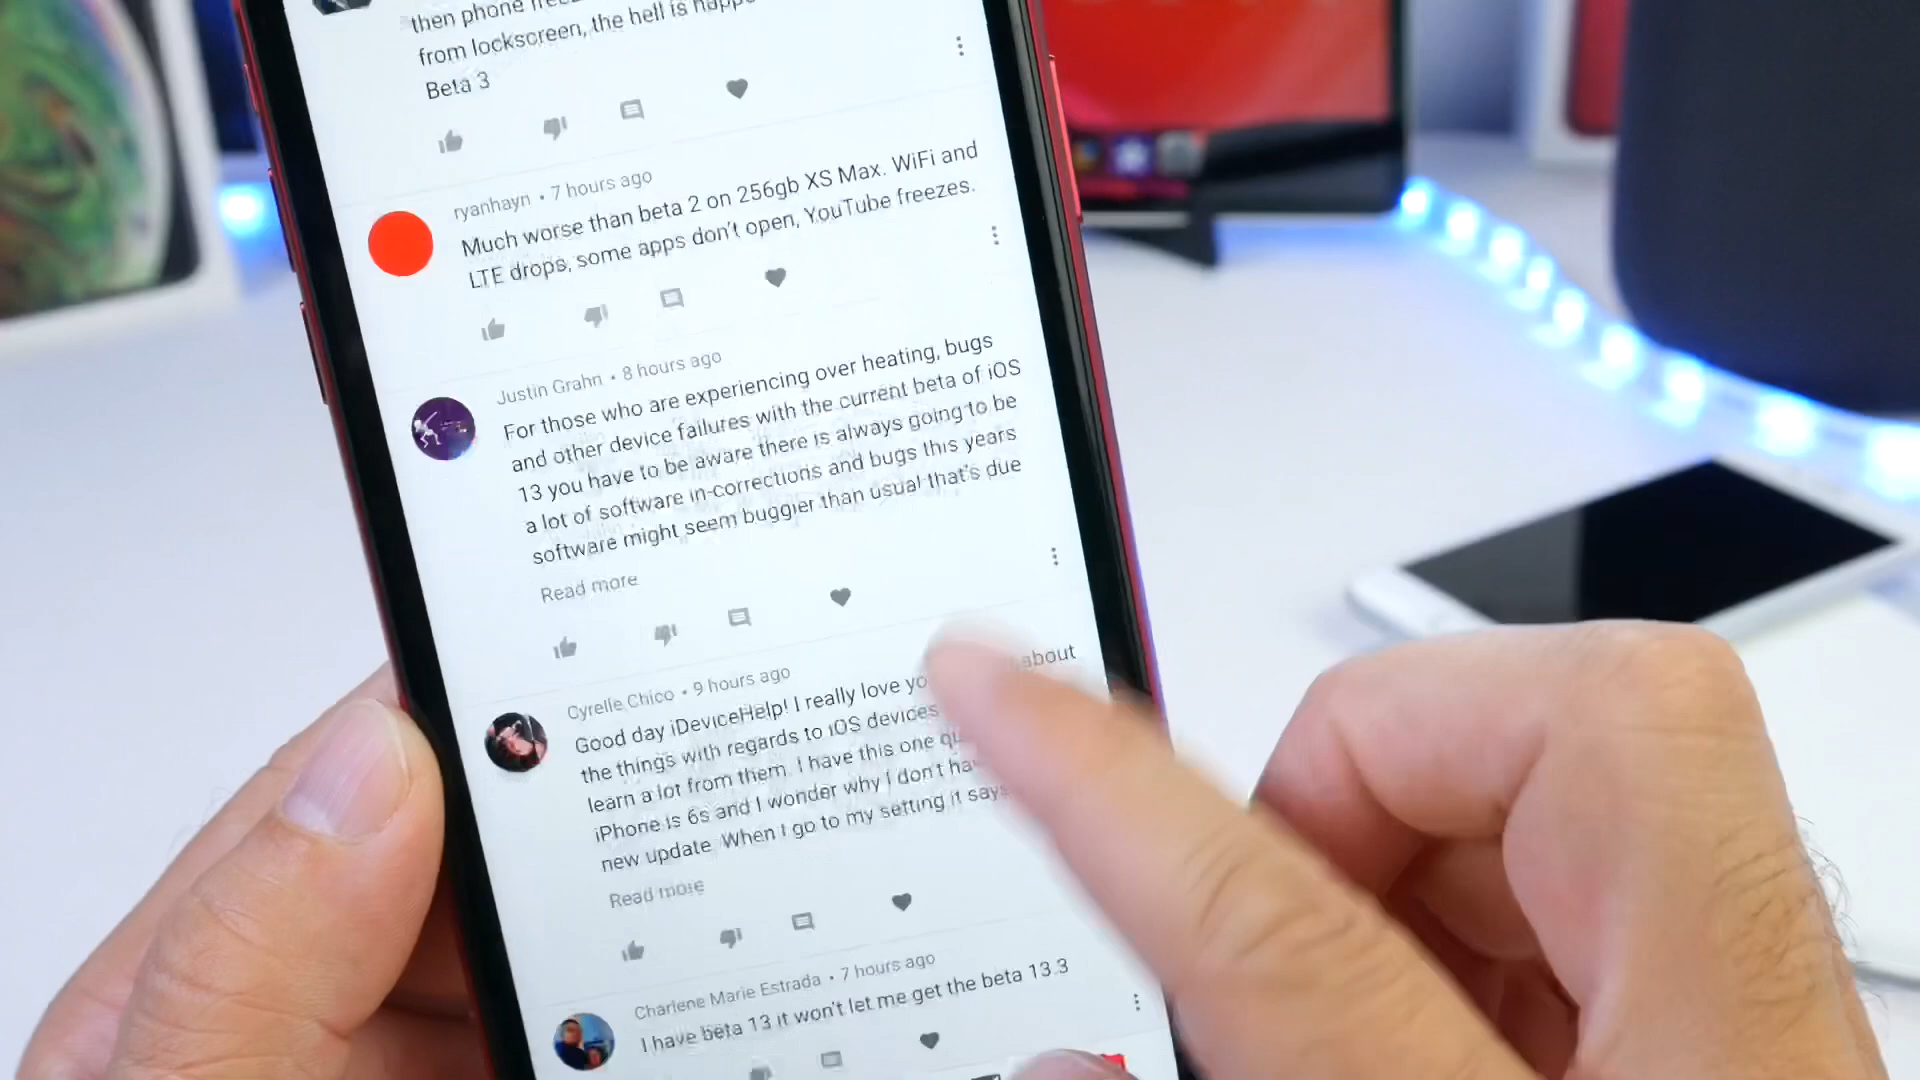 then phone
from lockscreen, the hell is
Beta 3
ryanhayn • 7 hours ago
Much worse than beta 2 on 256gb XS Max. WiFi and
LTE drops, some apps don't open, YouTube freezes.
Justin Grahn • 8 hours ago
For those who are experiencing over heating, bugs
and other device failures with the current beta of iOS
13 you have to be aware there is always going to be
a lot of software in-corrections and bugs this years
software might seem buggier than usual that's due
Read more
Cyrelle Chico • 9 hours ago
Good day iDeviceHelp! I really love about
the things with regards to iOS devices
learn a lot from them. I have this one
iPhone is 6s and I wonder why I don't
new update When I go to my setting it says
Read more
Charlene Marie Estrada • 7 hours ago
I have beta 13 it won't let me get the beta 13.3